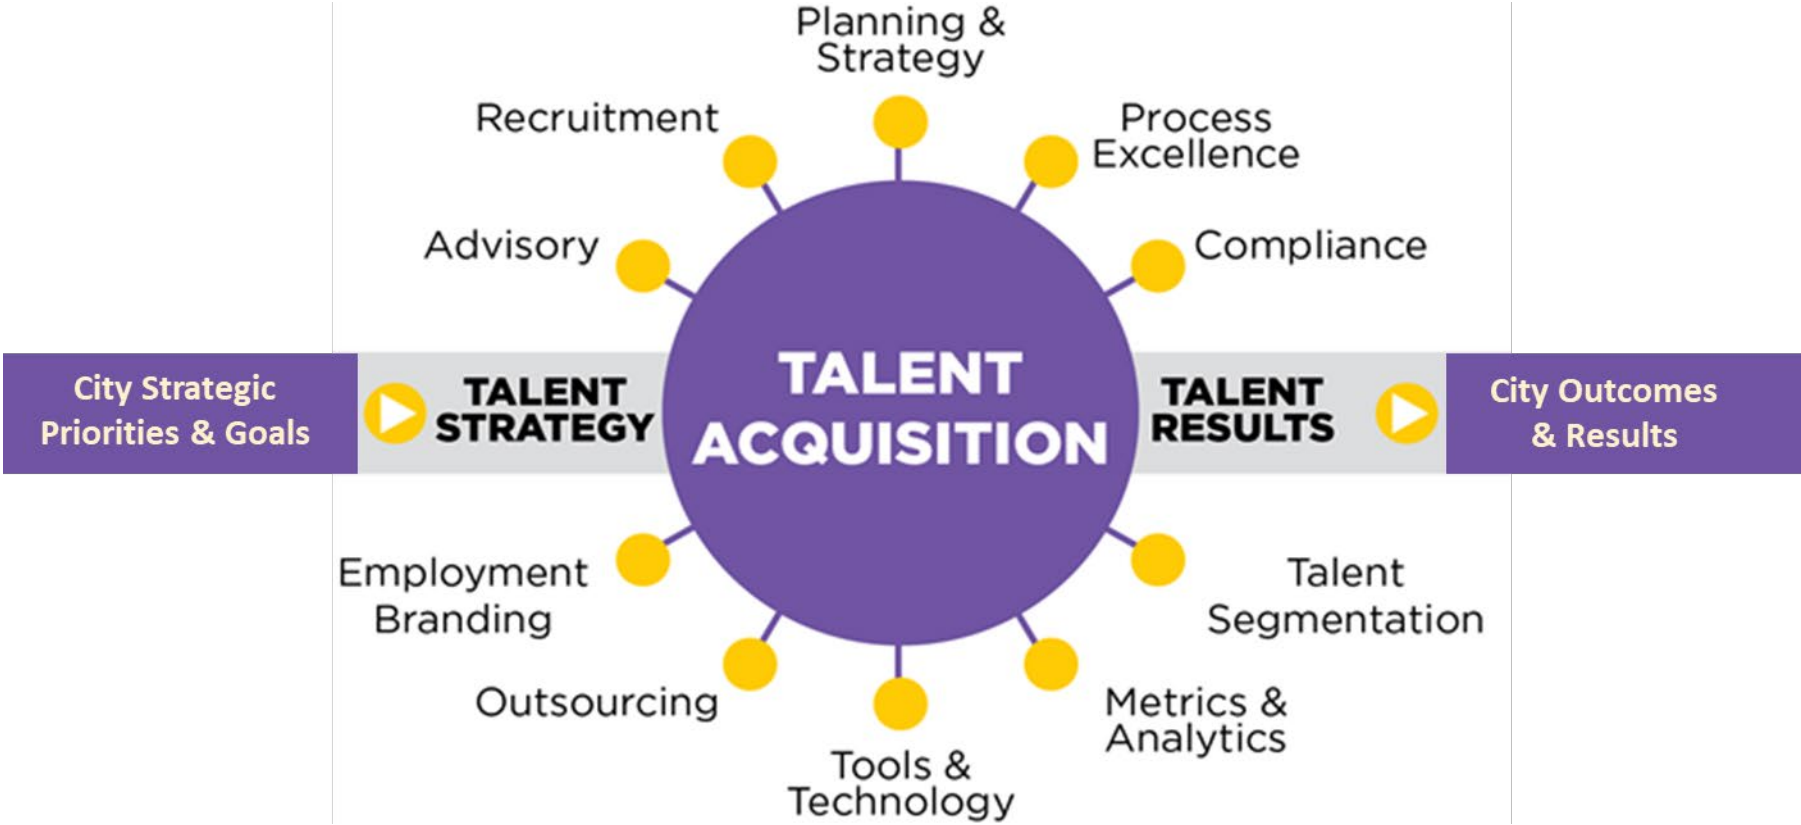 Planning &
Strategy
Recruitment
Process
Excellence
Advisory
Compliance
City Strategic
Priorities & Goals
TALENT
STRATEGY
TALENT
ACQUISITION
TALENT
RESULTS
City Outcomes
& Results
Employment
Branding
Talent
Segmentation
Outsourcing
Metrics &
Analytics
Tools &
Technology